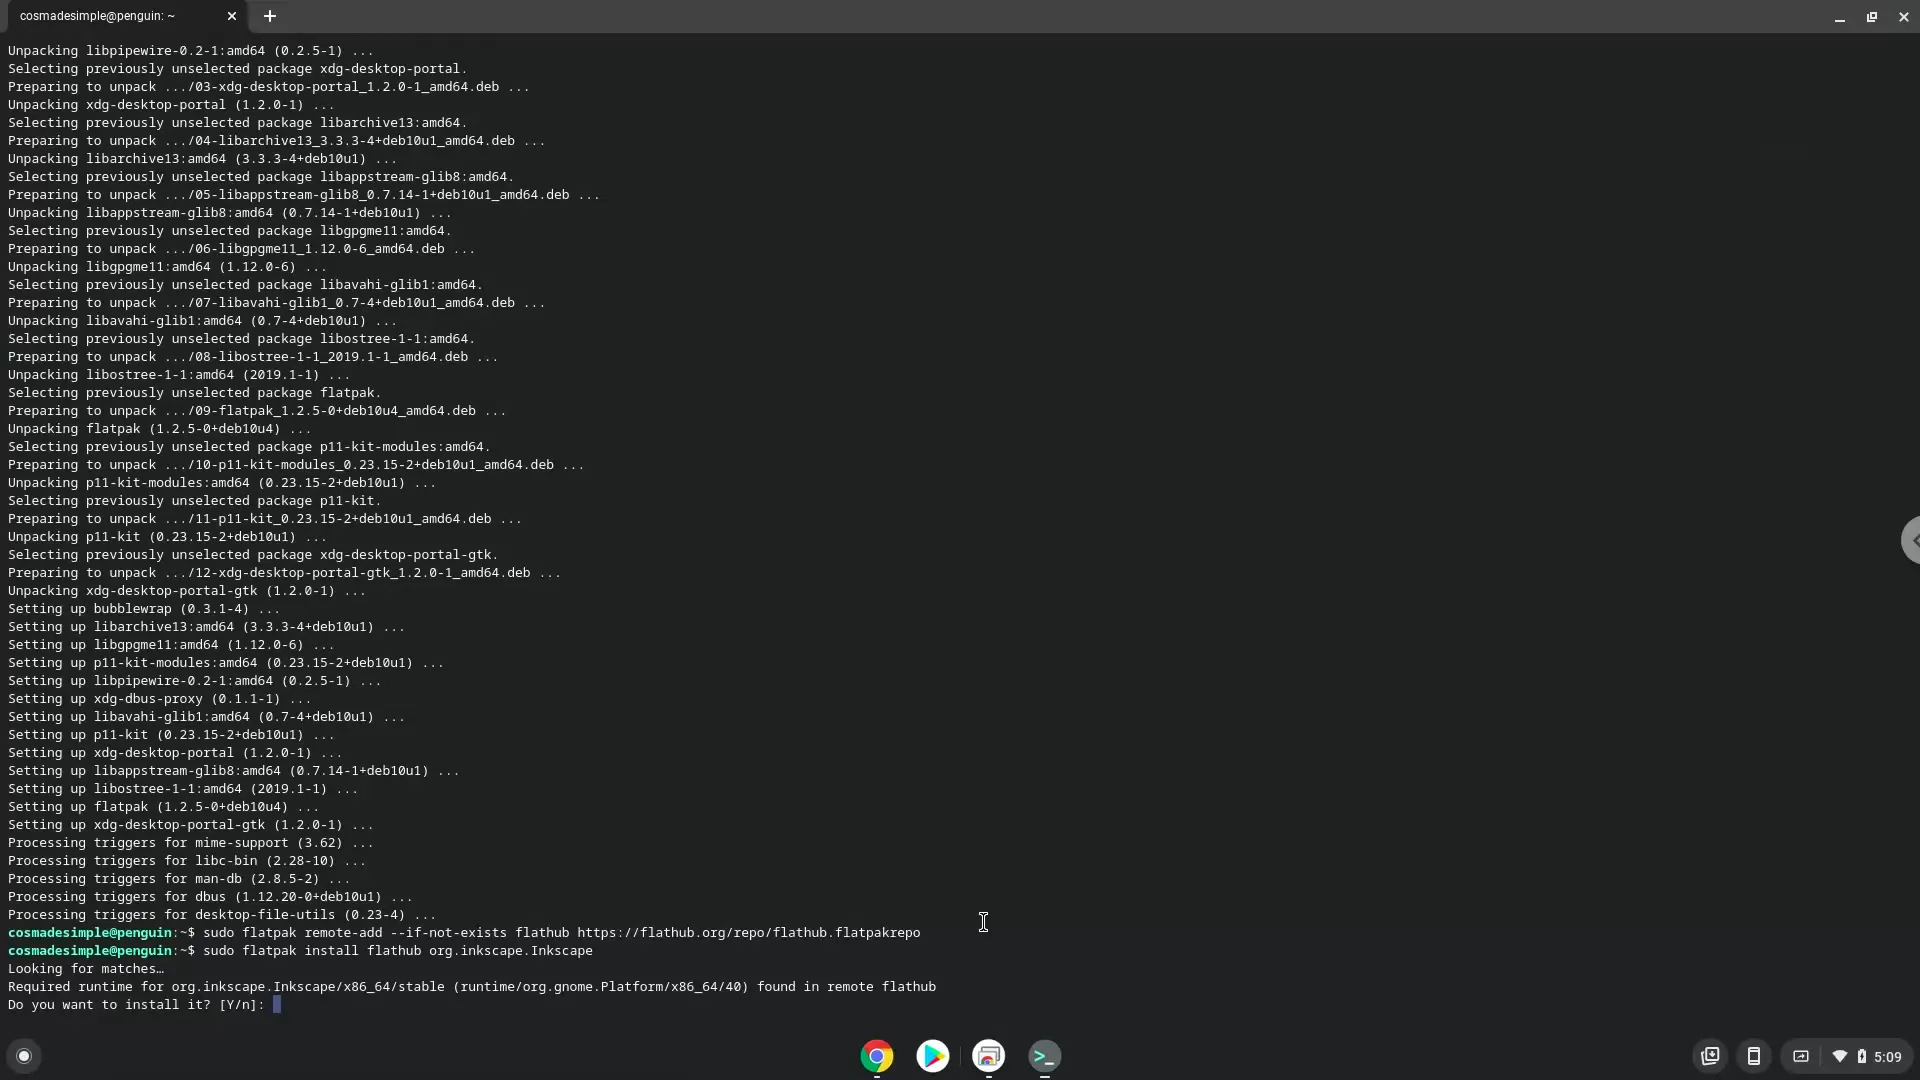 cosmadesimple@penguin: ~
Unpacking libpipewire-0.2-1:amd64 (0.2.5-1) ...
Selecting previously unselected package xdg-desktop-portal.
Preparing to unpack .../03-xdg-desktop-portal_1.2.0-1_amd64.deb ...
Unpacking xdg-desktop-portal (1.2.0-1) ...
Selecting previously unselected package libarchive13:amd64.
Preparing to unpack .../04-libarchive13_3.3.3-4+deb10u1_amd64.deb ...
Unpacking libarchive13:amd64 (3.3.3-4+deb10u1) ...
Selecting previously unselected package libappstream-glib8:amd64.
Preparing to unpack .../05-libappstream-glib8_0.7.14-1+deb10u1_amd64.deb ...
Unpacking libappstream-glib8:amd64 (0.7.14-1+deb10u1) ...
Selecting previously unselected package libgpgme11:amd64.
Preparing to unpack .../06-libgpgme11_1.12.0-6_amd64.deb ...
Unpacking libgpgme11:amd64 (1.12.0-6) ...
Selecting previously unselected package libavahi-glib1:amd64.
Preparing to unpack .../07-libavahi-glib1_0.7-4+deb10u1_amd64.deb ...
Unpacking libavahi-glib1:amd64 (0.7-4+deb10u1) ...
Selecting previously unselected package libostree-1-1:amd64.
Preparing to unpack .../08-libostree-1-1_2019.1-1_amd64.deb ...
Unpacking libostree-1-1:amd64 (2019.1-1) ...
Selecting previously unselected package flatpak.
Preparing to unpack .../09-flatpak_1.2.5-0+deb10u4_amd64.deb ...
Unpacking flatpak (1.2.5-0+deb10u4) ...
Selecting previously unselected package p11-kit-modules:amd64.
Preparing to unpack .../10-p11-kit-modules_0.23.15-2+deb10u1_amd64.deb ...
Unpacking p11-kit-modules:amd64 (0.23.15-2+deb10u1) ...
Selecting previously unselected package p11-kit.
Preparing to unpack .../11-p11-kit_0.23.15-2+deb10u1_amd64.deb ...
Unpacking p11-kit (0.23.15-2+deb10u1) ...
Selecting previously unselected package xdg-desktop-portal-gtk.
Preparing to unpack .../12-xdg-desktop-portal-gtk_1.2.0-1_amd64.deb ...
Unpacking xdg-desktop-portal-gtk (1.2.0-1) ...
Setting up bubblewrap (0.3.1-4) ...
Setting up libarchive13:amd64 (3.3.3-4+deb10u1) ...
Setting up libgpgme11:amd64 (1.12.0-6) ...
Setting up p11-kit-modules:amd64 (0.23.15-2+deb10u1) ...
Setting up libpipewire-0.2-1:amd64 (0.2.5-1) ...
Setting up xdg-dbus-proxy (0.1.1-1) ...
Setting up libavahi-glib1:amd64 (0.7-4+deb10u1) ...
Setting up p11-kit (0.23.15-2+deb10u1) ...
Setting up xdg-desktop-portal (1.2.0-1) ...
Setting up libappstream-glib8:amd64 (0.7.14-1+deb10u1) ...
Setting up libostree-1-1:amd64 (2019.1-1) ...
Setting up flatpak (1.2.5-0+deb10u4) ...
Setting up xdg-desktop-portal-gtk (1.2.0-1) ...
Processing triggers for mime-support (3.62) ...
Processing triggers for libc-bin (2.28-10) ...
Processing triggers for man-db (2.8.5-2) ...
Processing triggers for dbus (1.12.20-0+deb10u1) ...
Processing triggers for desktop-file-utils (0.23-4) ...
cosmadesimple@penguin:~$ sudo flatpak remote-add --if-not-exists flathub https://flathub.org/repo/flathub.flatpakrepo
cosmadesimple@penguin:~$ sudo flatpak install flathub org.inkscape.Inkscape
Looking for matches…
Required runtime for org.inkscape.Inkscape/x86_64/stable (runtime/org.gnome.Platform/x86_64/40) found in remote flathub
Do you want to install it? [Y/n]:
5:09